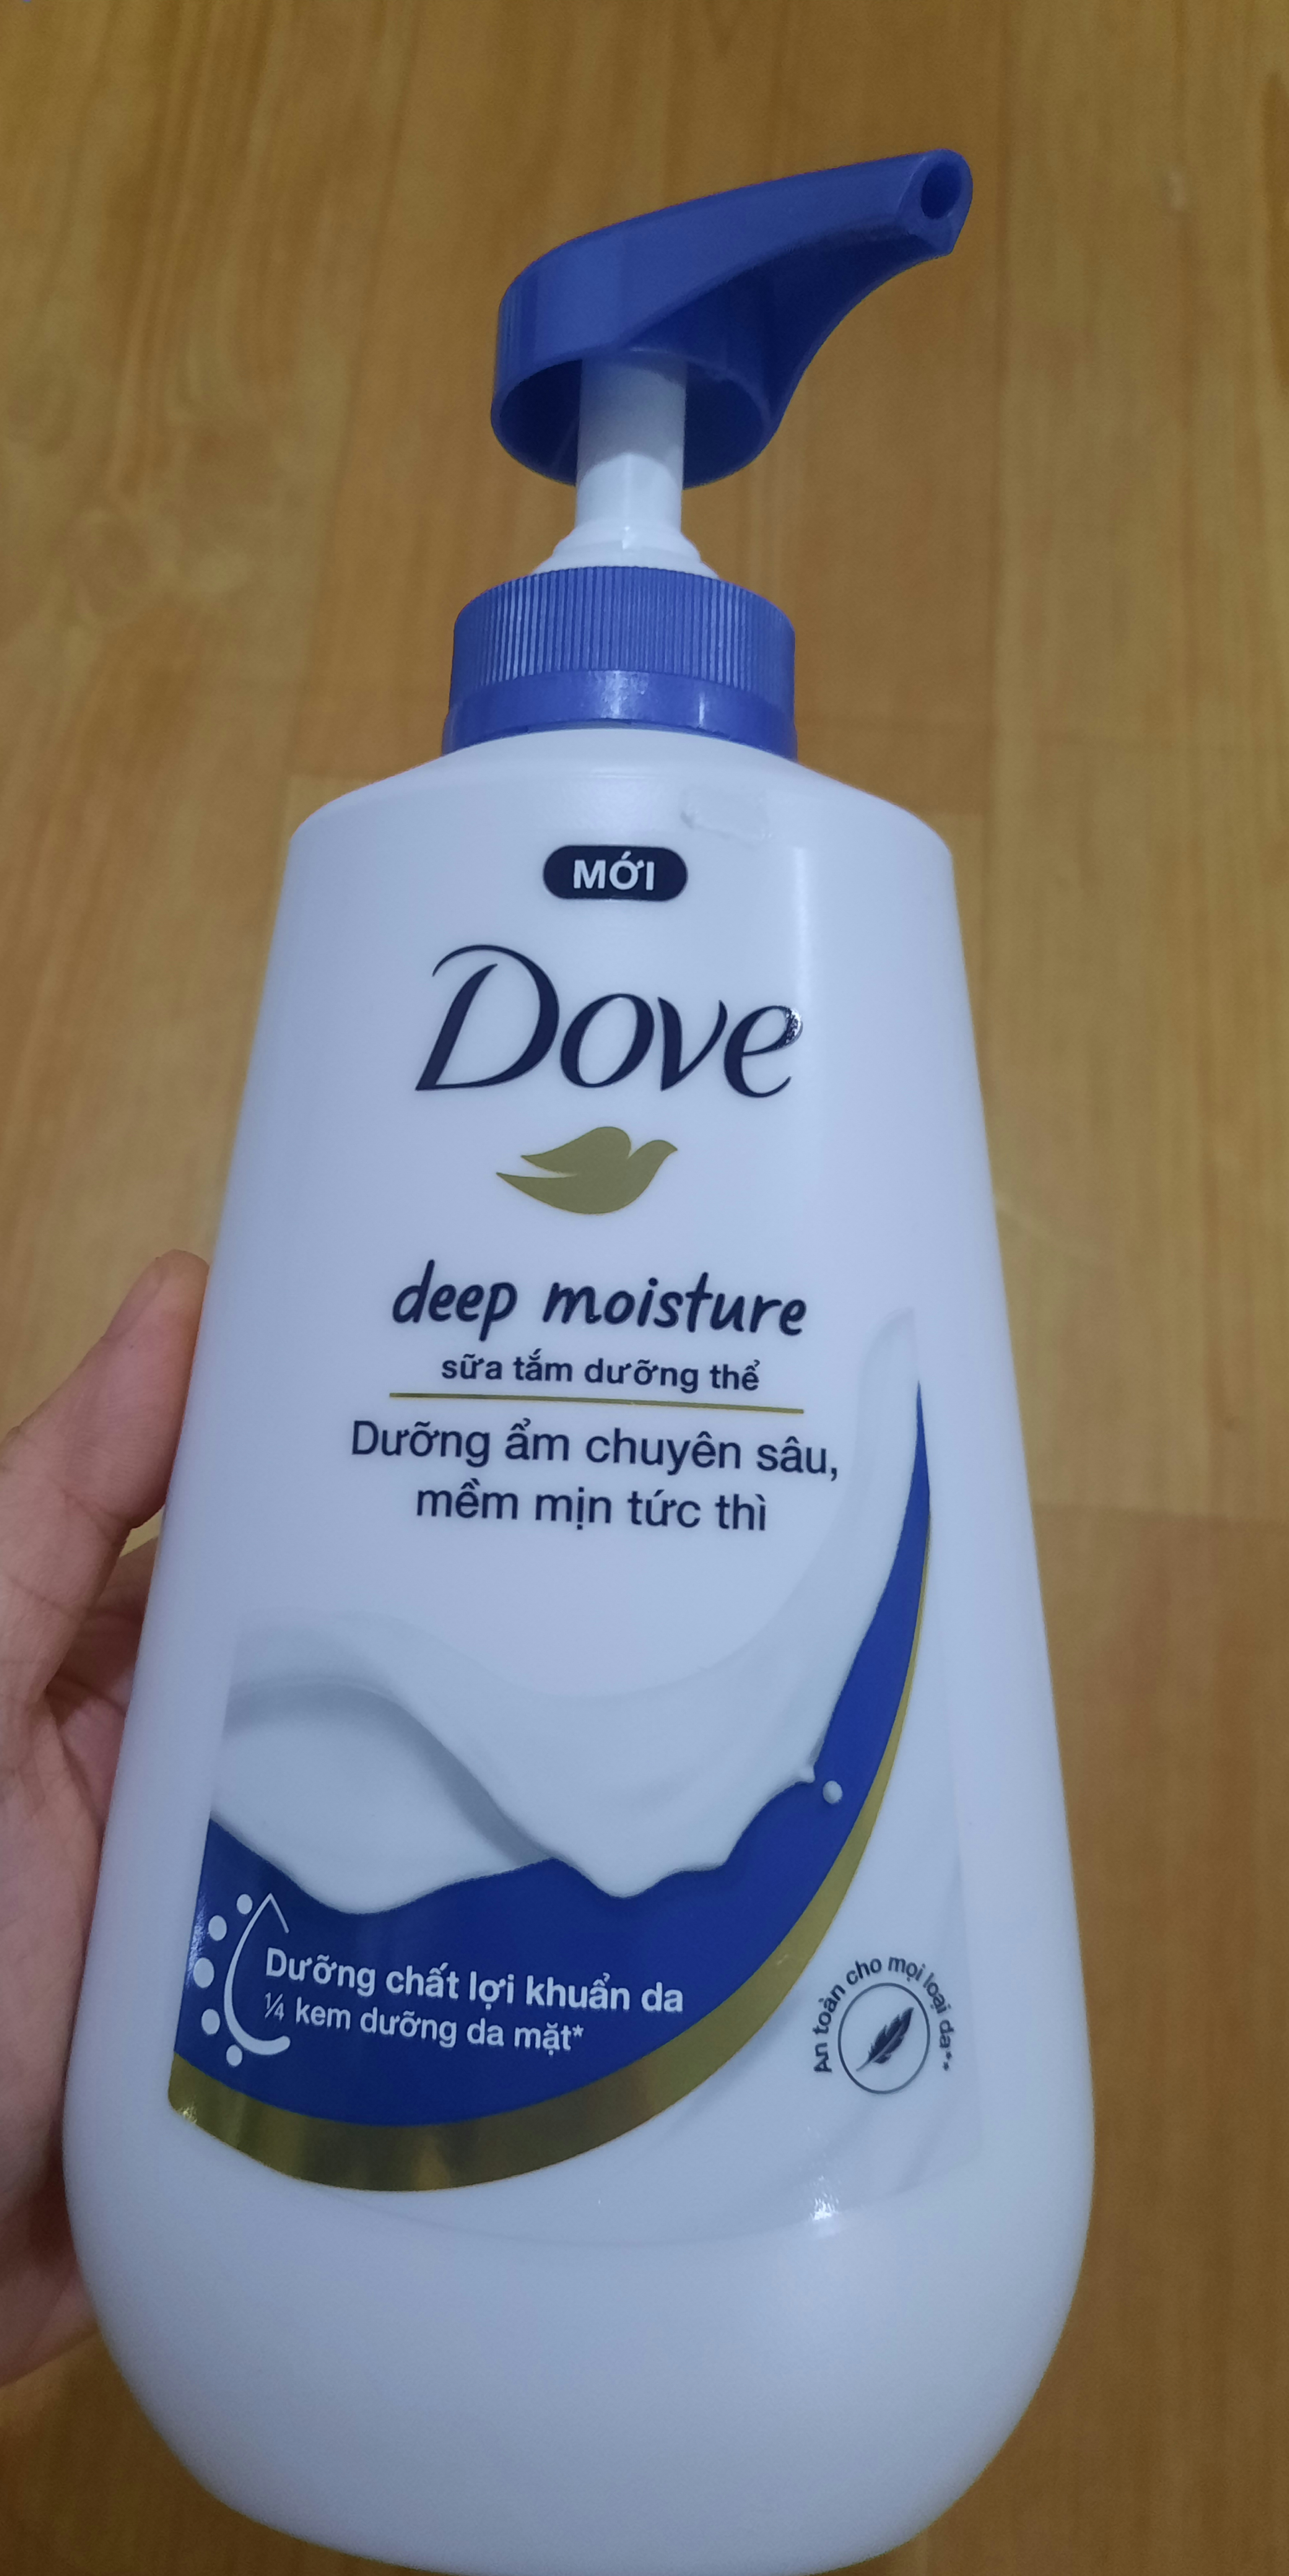 MỚI
Dove
deep moisture
sữa tắm dưỡng thể
Dưỡng ẩm chuyên sâu,
mềm mịn tức thì
Dưỡng chất lợi khuẩn da
¼ kem dưỡng da mặt*
An toàn cho mọi loại da**